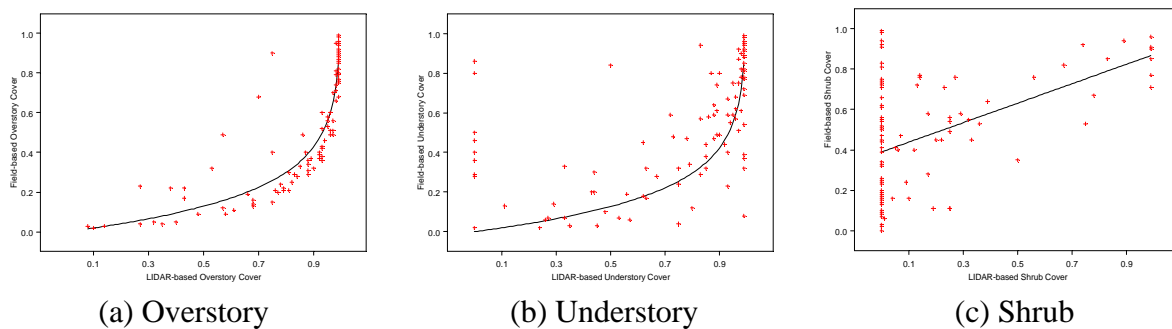 1.0
0.8
0.6
0.4
0.2
0.0
Field-based Overstory Cover
0.1 0.3 0.5 0.7 0.9
LIDAR-based Overstory Cover
(a) Overstory
1.0
0.8
0.6
0.4
0.2
0.0
Field-based Understory Cover
0.1 0.3 0.5 0.7 0.9
LIDAR-based Understory Cover
(b) Understory
1.0
0.8
0.6
0.4
0.2
0.0
Field-based Shrub Cover
0.1 0.3 0.5 0.7 0.9
LIDAR-based Shrub Cover
(c) Shrub